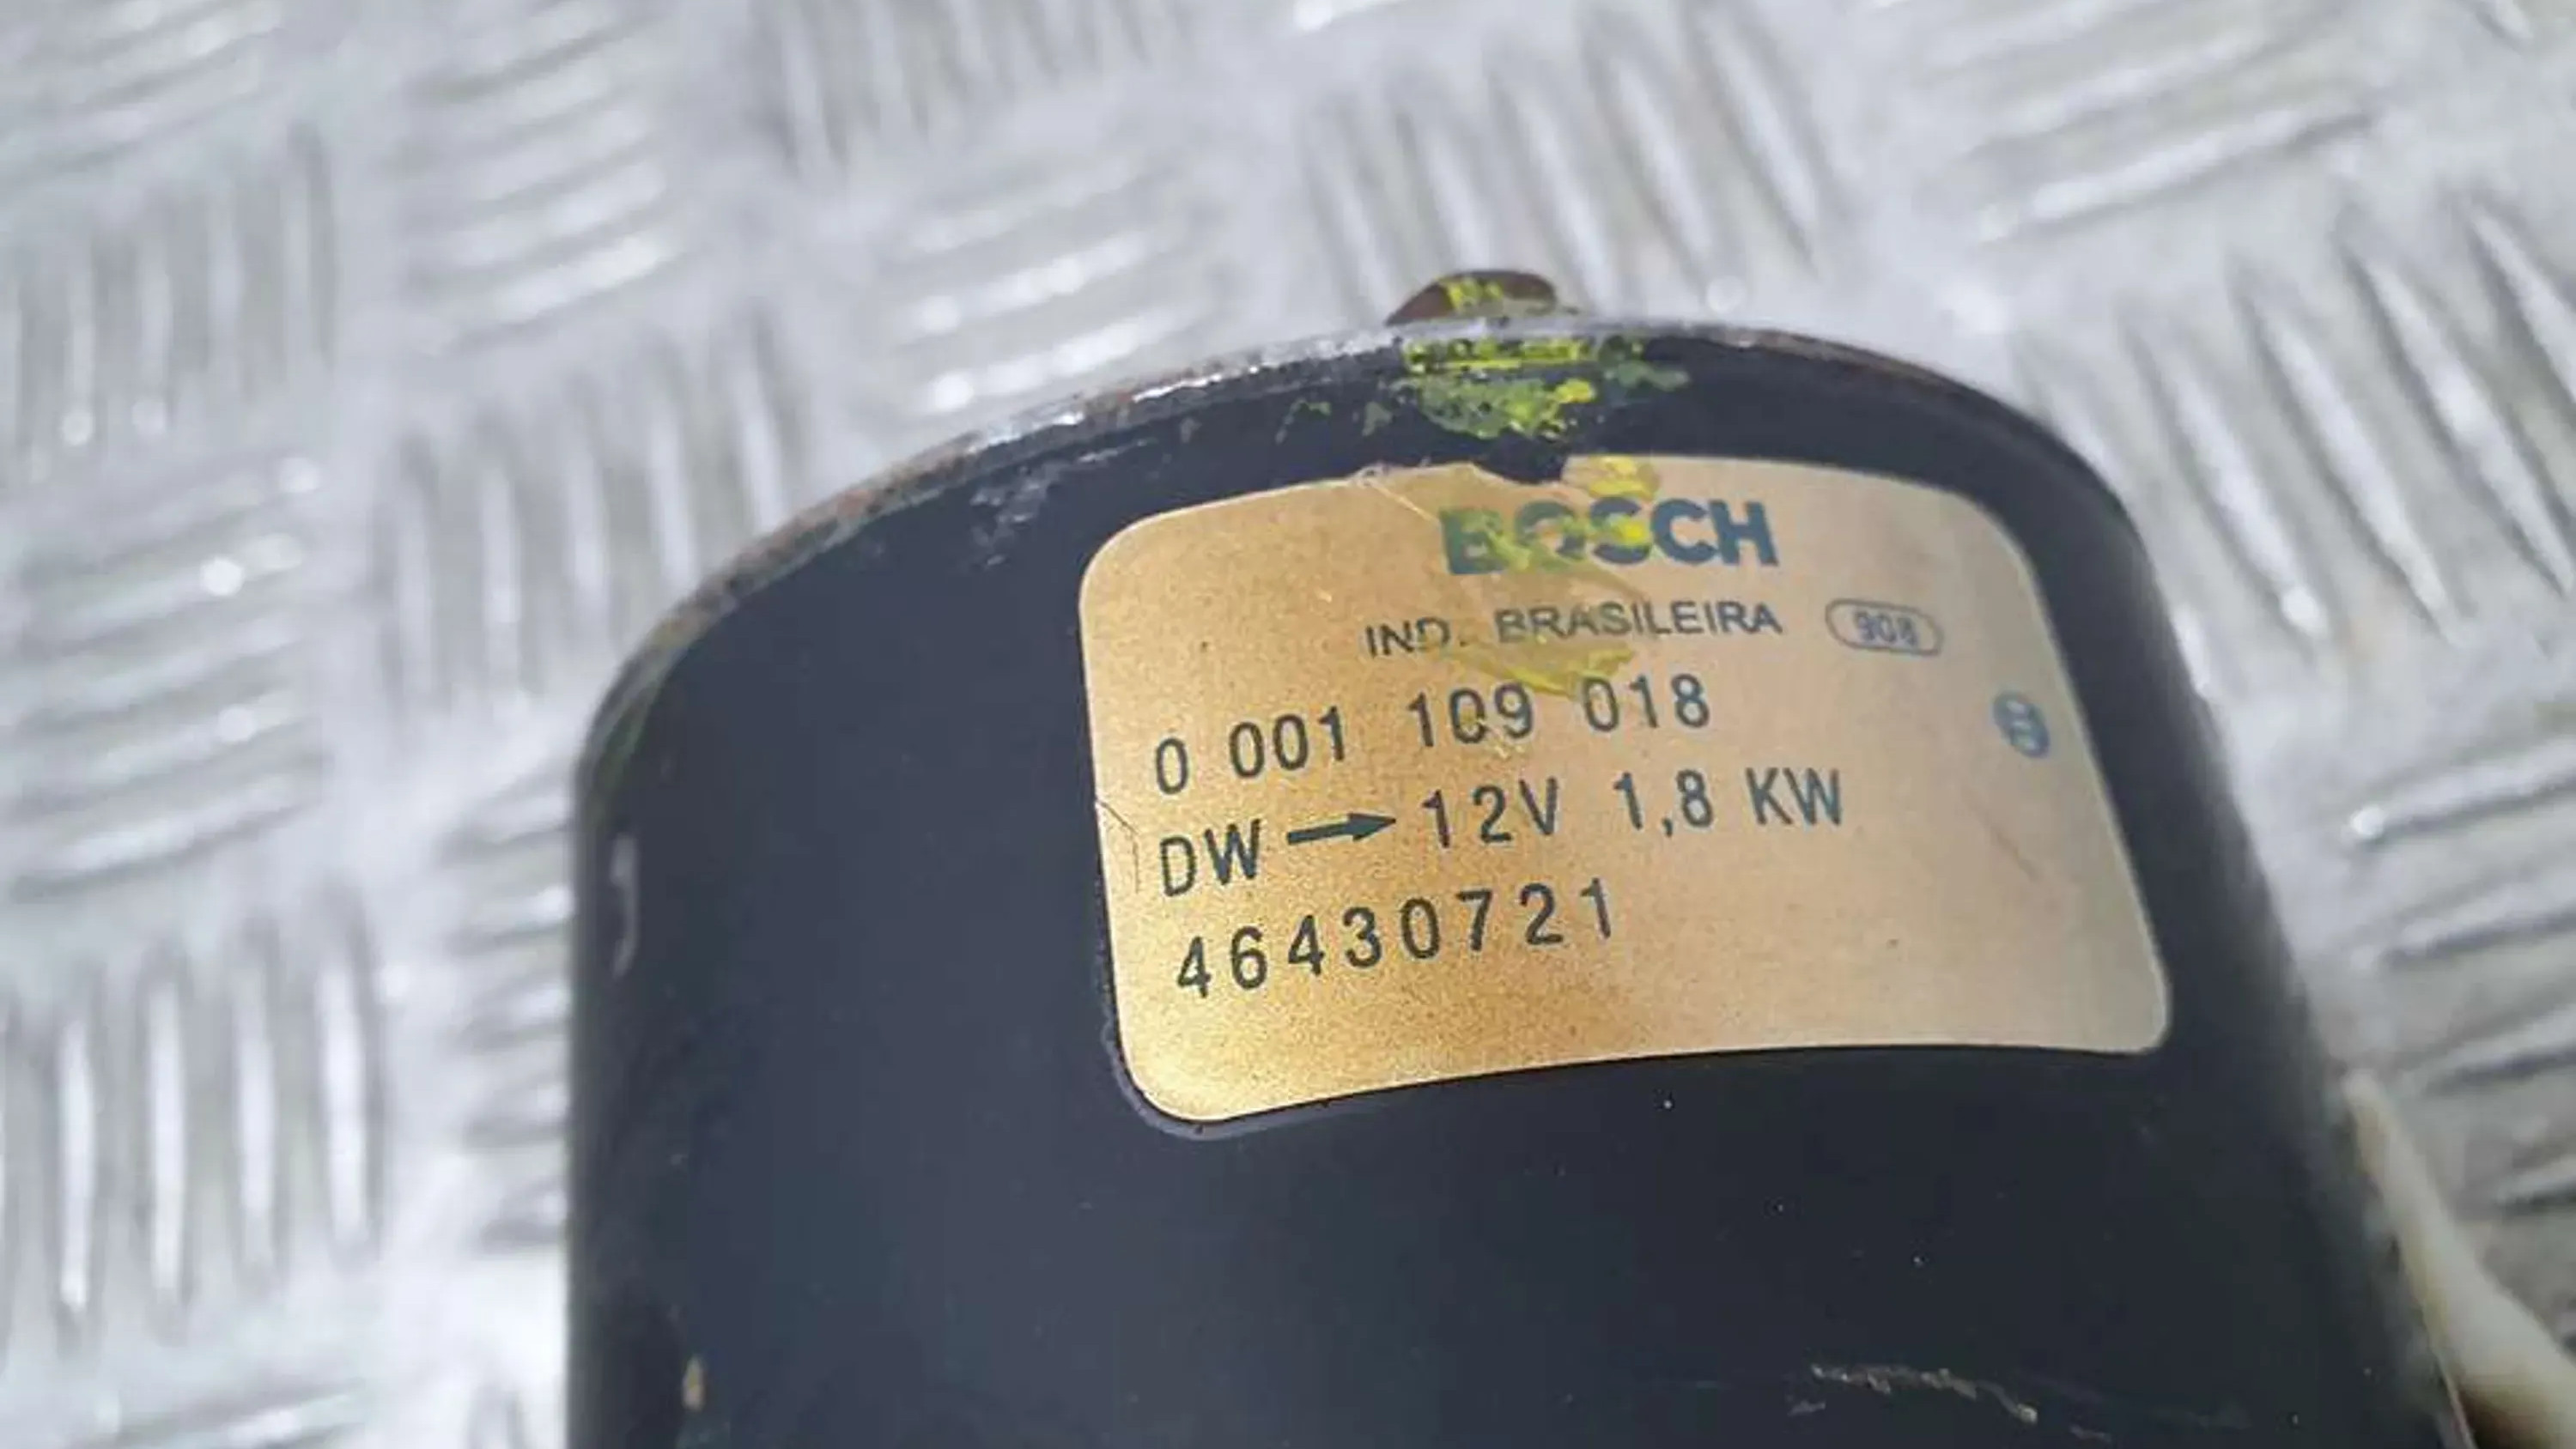 BOSCH
IND. BRASILEIRA 908
0 001 109 018
DW → 12V 1,8 KW
46430721